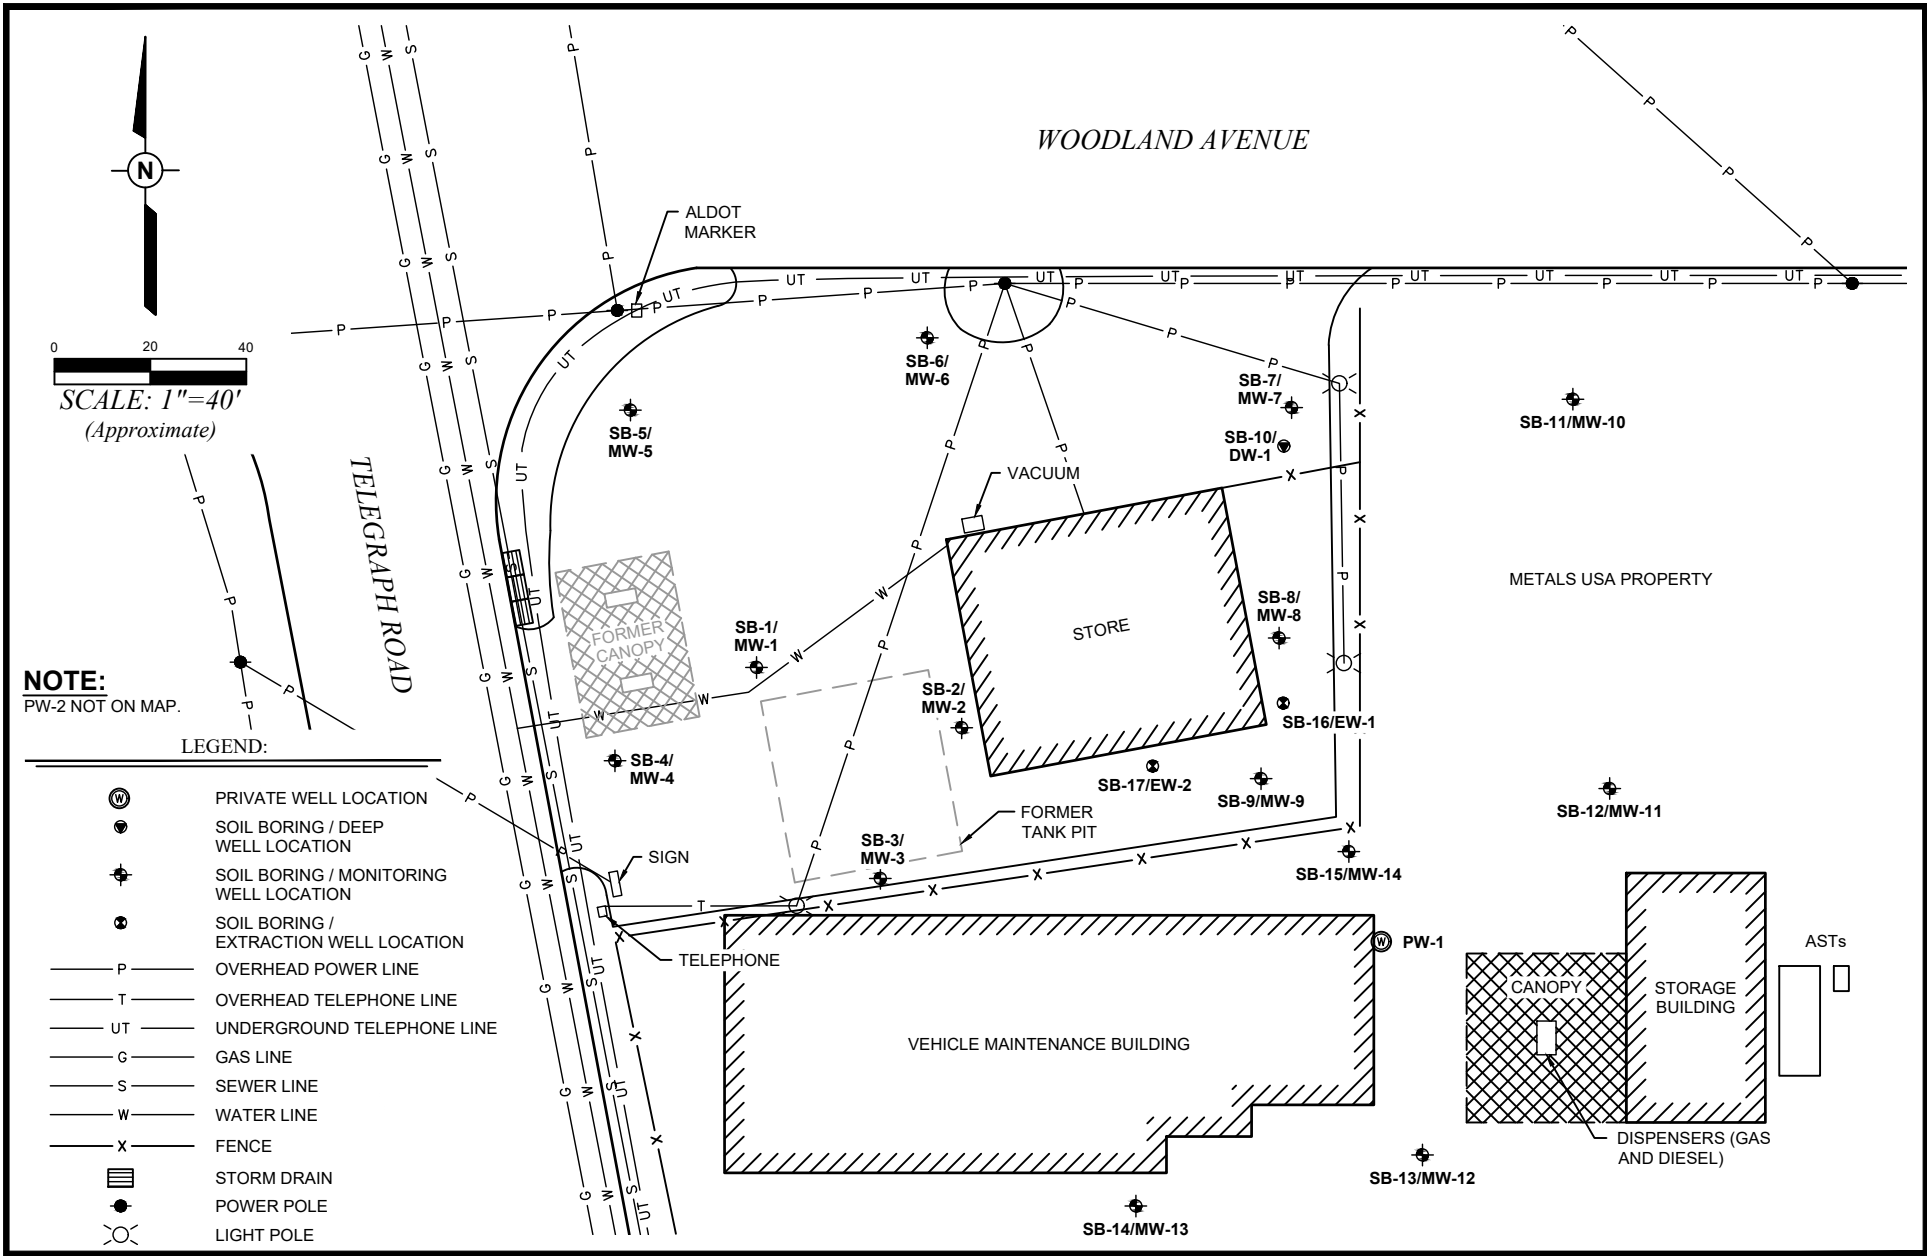 WOODLAND AVENUE
N
0 20 40
SCALE: 1"=40'
(Approximate)
ALDOT
MARKER
TELEGRAPH ROAD
SB-5/
MW-5
SB-6/
MW-6
SB-7/
MW-7
SB-10/
DW-1
SB-11/MW-10
VACUUM
METALS USA PROPERTY
FORMER
CANOPY
SB-1/
MW-1
STORE
SB-8/
MW-8
SB-2/
MW-2
SB-16/EW-1
SB-4/
MW-4
SB-17/EW-2
SB-9/MW-9
SB-12/MW-11
FORMER
TANK PIT
SB-3/
MW-3
SIGN
SB-15/MW-14
TELEPHONE
PW-1
W
ASTs
CANOPY
STORAGE
BUILDING
VEHICLE MAINTENANCE BUILDING
DISPENSERS (GAS
AND DIESEL)
SB-13/MW-12
SB-14/MW-13
NOTE:
PW-2 NOT ON MAP.
LEGEND:
W PRIVATE WELL LOCATION
SOIL BORING / DEEP
WELL LOCATION
SOIL BORING / MONITORING
WELL LOCATION
SOIL BORING /
EXTRACTION WELL LOCATION
P OVERHEAD POWER LINE
T OVERHEAD TELEPHONE LINE
UT UNDERGROUND TELEPHONE LINE
G GAS LINE
S SEWER LINE
W WATER LINE
X FENCE
STORM DRAIN
POWER POLE
LIGHT POLE